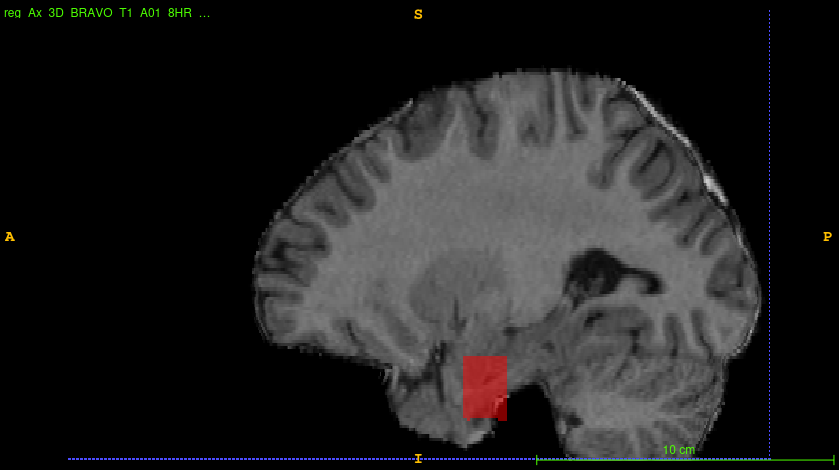 reg Ax 3D BRAVO T1 A01 8HR ...
S
A
P
10 cm
I